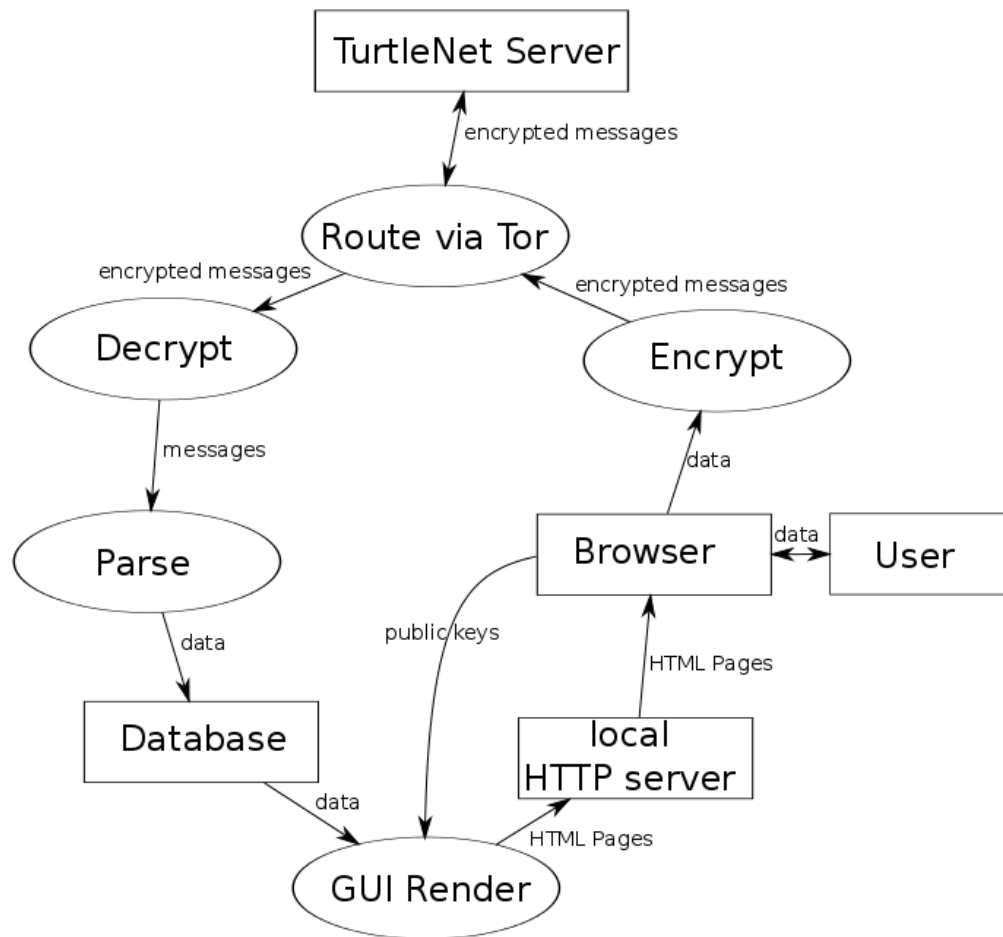 TurtleNet Server
encrypted messages
Route via Tor
encrypted messages
encrypted messages
Decrypt
Encrypt
messages
data
Parse
Browser
data
User
public keys
data
HTML Pages
Database
local
HTTP server
data
HTML Pages
GUI Render